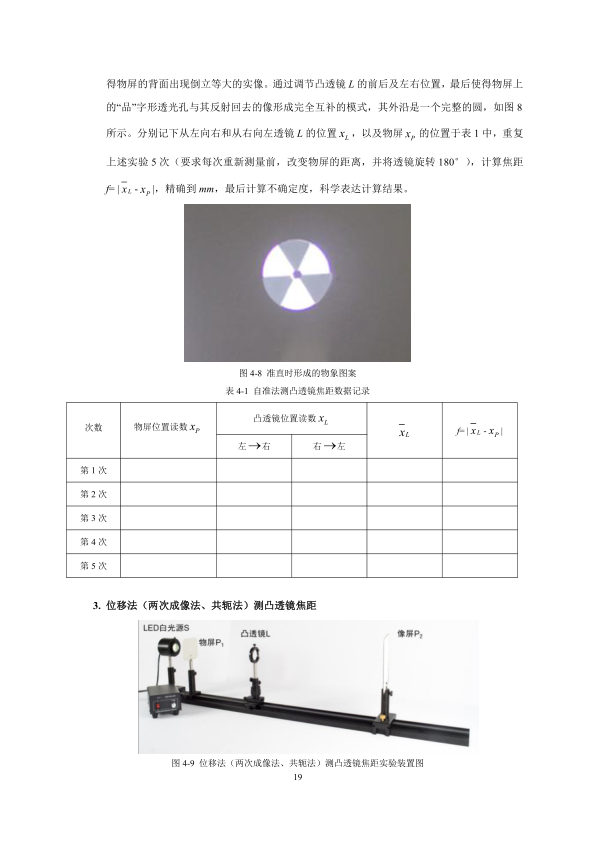 得物屏的背面出现倒立等大的实像。通过调节凸透镜 L 的前后及左右位置，最后使得物屏上
的“品”字形透光孔与其反射回去的像形成完全互补的模式，其外沿是一个完整的圆，如图 8
所示。分别记下从左向右和从右向左透镜 L 的位置 x_L，以及物屏 x_P 的位置于表 1 中，重复
上述实验 5 次（要求每次重新测量前，改变物屏的距离，并将透镜旋转 180°），计算焦距
f= | x̄_L - x_P |，精确到 mm，最后计算不确定度，科学表达计算结果。
图 4-8 准直时形成的物象图案
表 4-1 自准法测凸透镜焦距数据记录
次数 物屏位置读数 x_P 凸透镜位置读数 x_L x̄_L f= | x̄_L - x_P |
左→右 右→左
第 1 次
第 2 次
第 3 次
第 4 次
第 5 次
3. 位移法（两次成像法、共轭法）测凸透镜焦距
LED白光源S
物屏P₁
凸透镜L
像屏P₂
图 4-9 位移法（两次成像法、共轭法）测凸透镜焦距实验装置图
19